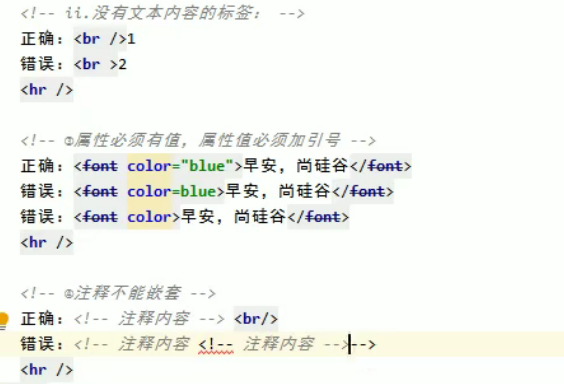 <!-- ii.没有文本内容的标签： -->
正确：<br />1
错误：<br >2
<hr />
<!-- ③属性必须有值，属性值必须加引号 -->
正确：<font color="blue">早安，尚硅谷</font>
错误：<font color=blue>早安，尚硅谷</font>
错误：<font color>早安，尚硅谷</font>
<hr />
<!-- ④注释不能嵌套 -->
正确：<!-- 注释内容 --> <br/>
错误：<!-- 注释内容 <!-- 注释内容 -->-->
<hr />